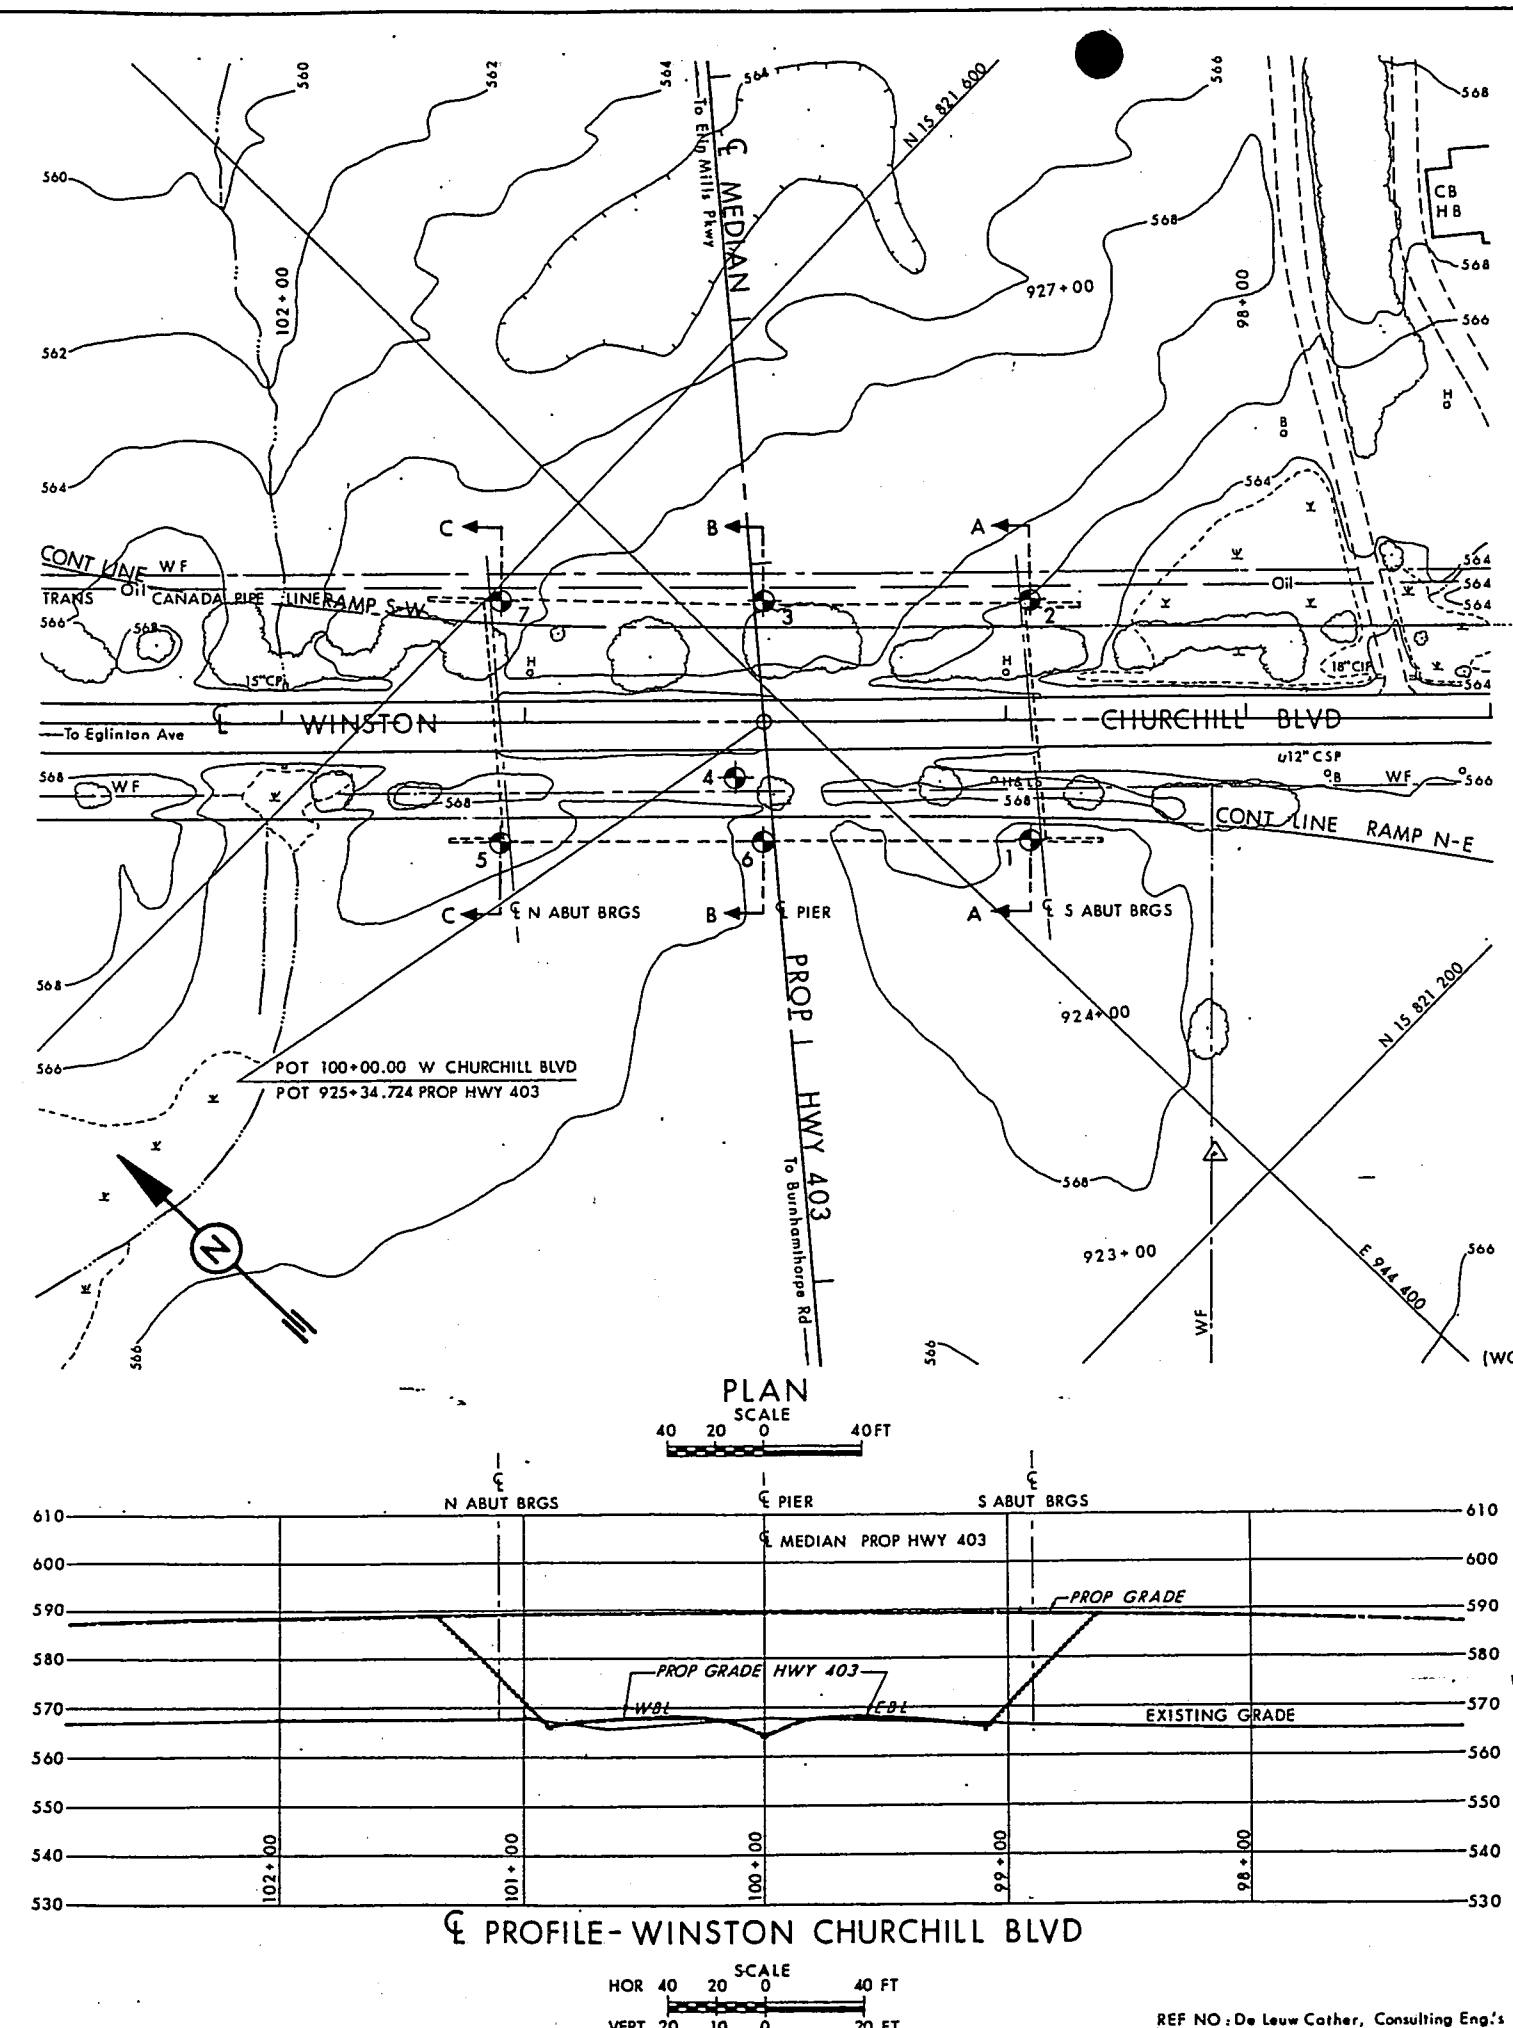 560
562
564
564
To Erin Mills Pkwy
℄ MEDIAN
N 15 821 600
566
568
560
CB
HB
568
568
102+00
927+00
98+00
566
562
H
B
564
564
C
B
A
CONT LINE
WF
564
Oil
Oil
564
TRANS CANADA PIPE LINE
RAMP S-W
7
3
2
564
566
568
H
H
15"CP
18"CIP
564
℄ WINSTON
CHURCHILL BLVD
To Eglinton Ave
12" CSP
568
WF
4
B
WF
566
568
568
CONT LINE RAMP N-E
5
6
1
C
℄ N ABUT BRGS
B
℄ PIER
A
℄ S ABUT BRGS
568
PROP HWY 403
924+00
N 15 821 200
566
POT 100+00.00 W CHURCHILL BLVD
POT 925+34.724 PROP HWY 403
To Burnhamthorpe Rd
568
N
923+00
E 944 400
566
WF
566
566
(WO
PLAN
SCALE
40 20 0 40 FT
℄
N ABUT BRGS
℄ PIER
℄
S ABUT BRGS
610
610
℄ MEDIAN PROP HWY 403
600
600
PROP GRADE
590
590
580
580
PROP GRADE HWY 403
570
WBL
EBL
570
EXISTING GRADE
560
560
550
550
540
540
102+00
101+00
100+00
99+00
98+00
530
530
℄ PROFILE-WINSTON CHURCHILL BLVD
SCALE
HOR 40 20 0 40 FT
VERT 20 10 0 20 FT
REF NO: De Leuw Cather, Consulting Eng.'s